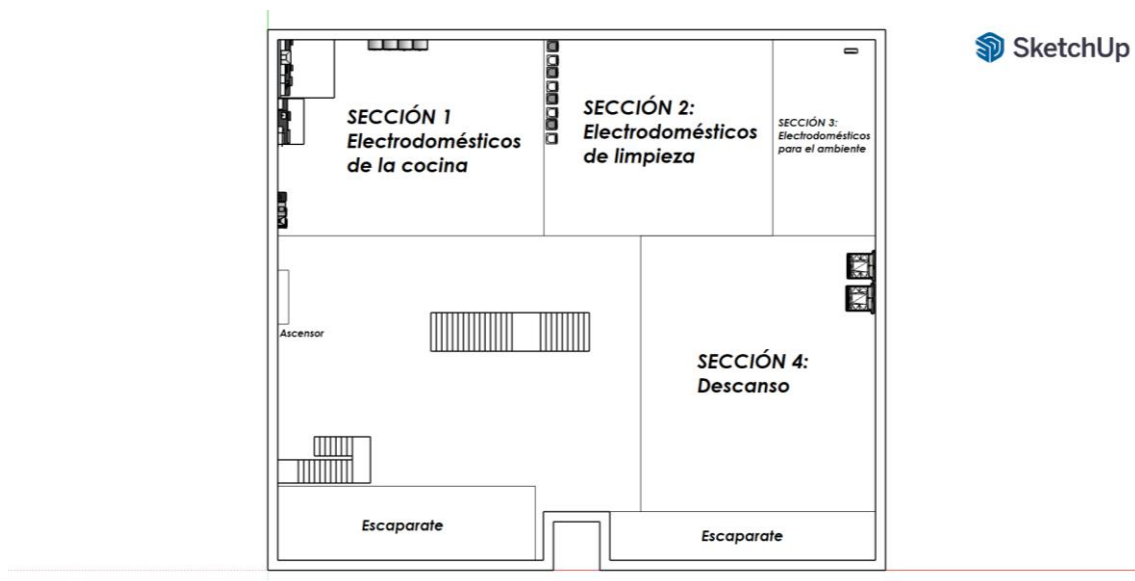 SketchUp
SECCIÓN 1
Electrodomésticos
de la cocina
SECCIÓN 2:
Electrodomésticos
de limpieza
SECCIÓN 3:
Electrodomésticos
para el ambiente
Ascensor
SECCIÓN 4:
Descanso
Escaparate
Escaparate